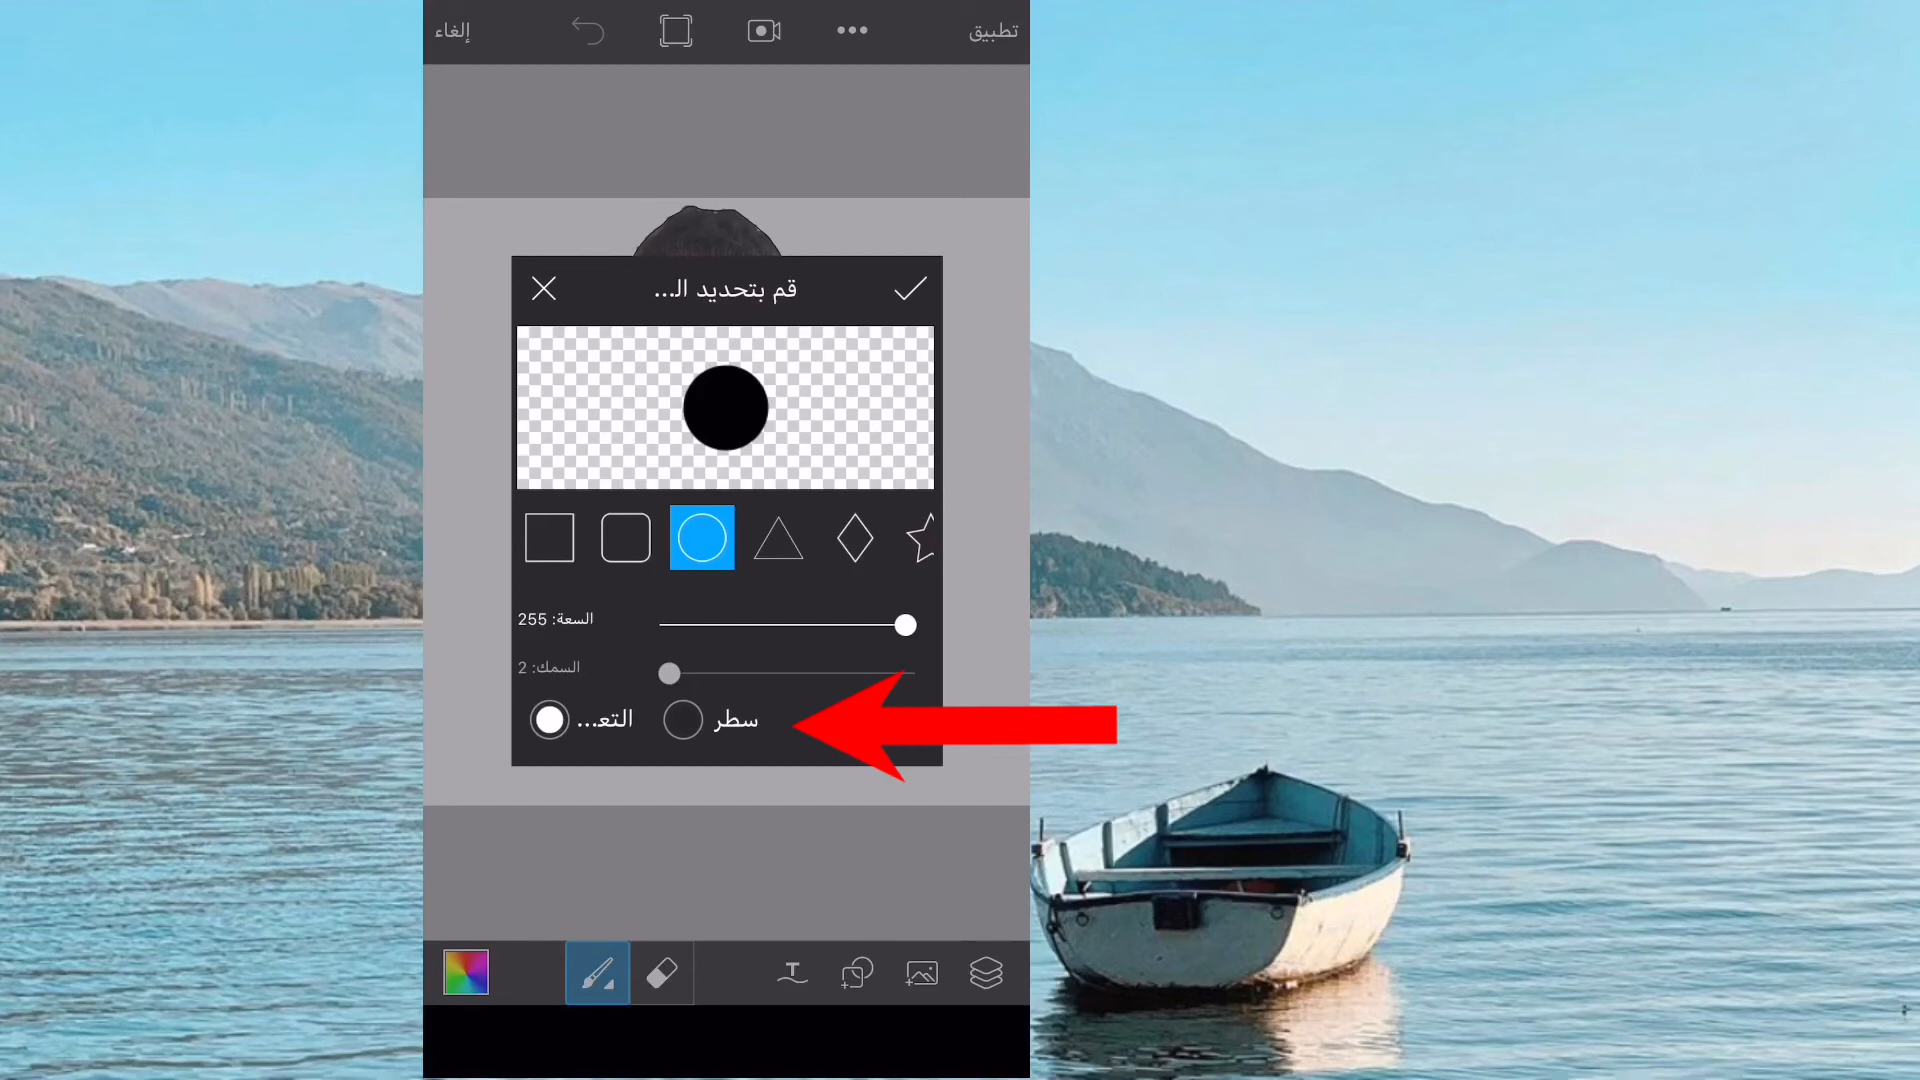 إلغاء
تطبيق
قم بتحديد الـ...
السعة: 255
السمك: 2
التعـ...
سطر